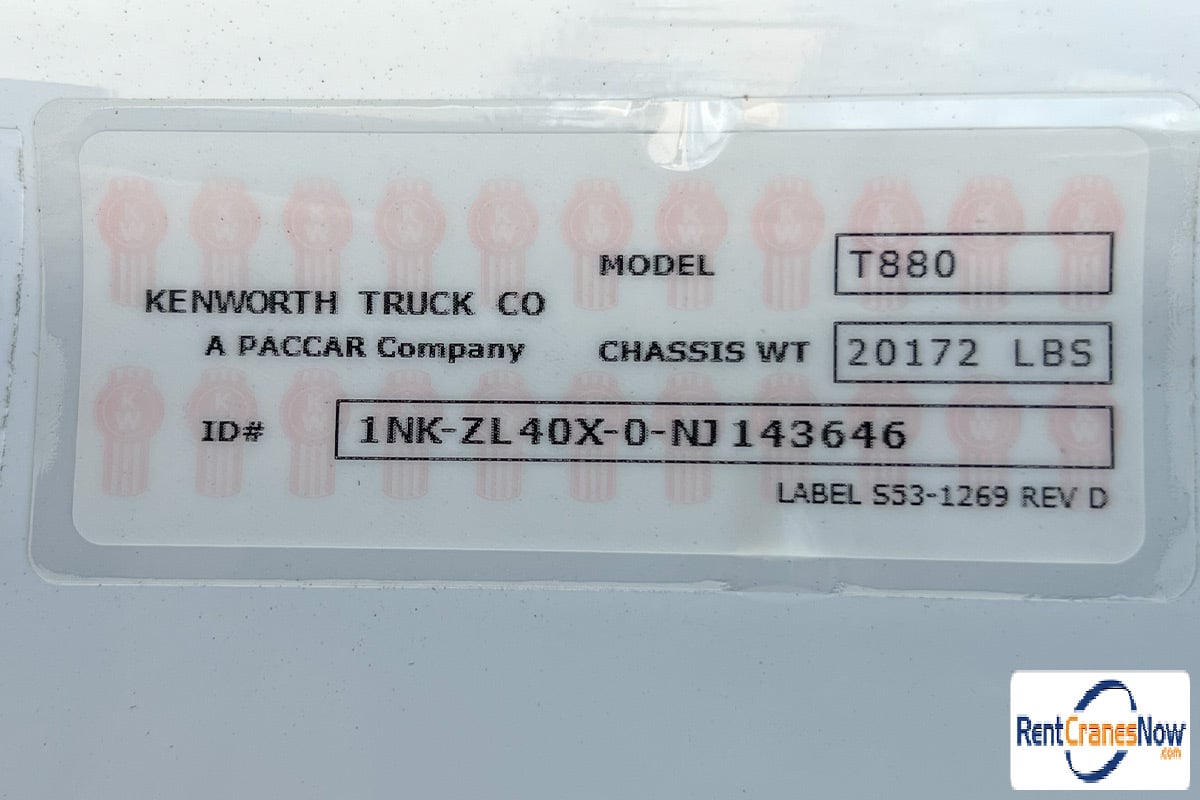 MODEL T880
KENWORTH TRUCK CO
A PACCAR Company
CHASSIS WT 20172 LBS
ID# 1NK-ZL40X-0-NJ143646
LABEL S53-1269 REV D
RentCranesNow
.com